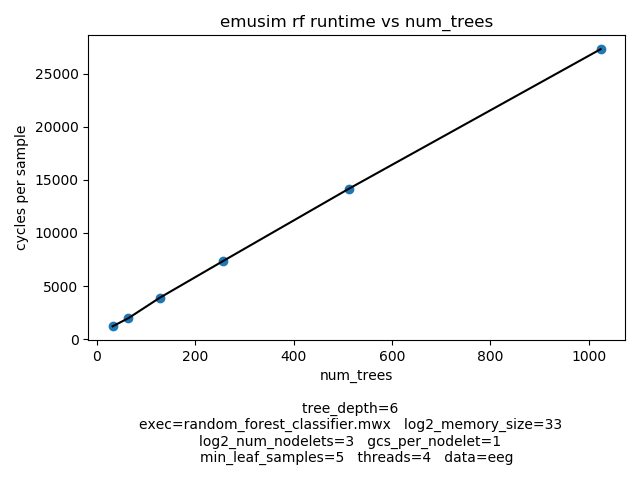 emusim rf runtime vs num_trees
25000
20000
15000
10000
5000
0
cycles per sample
0 200 400 600 800 1000
num_trees
tree_depth=6
exec=random_forest_classifier.mwx log2_memory_size=33
log2_num_nodelets=3 gcs_per_nodelet=1
min_leaf_samples=5 threads=4 data=eeg